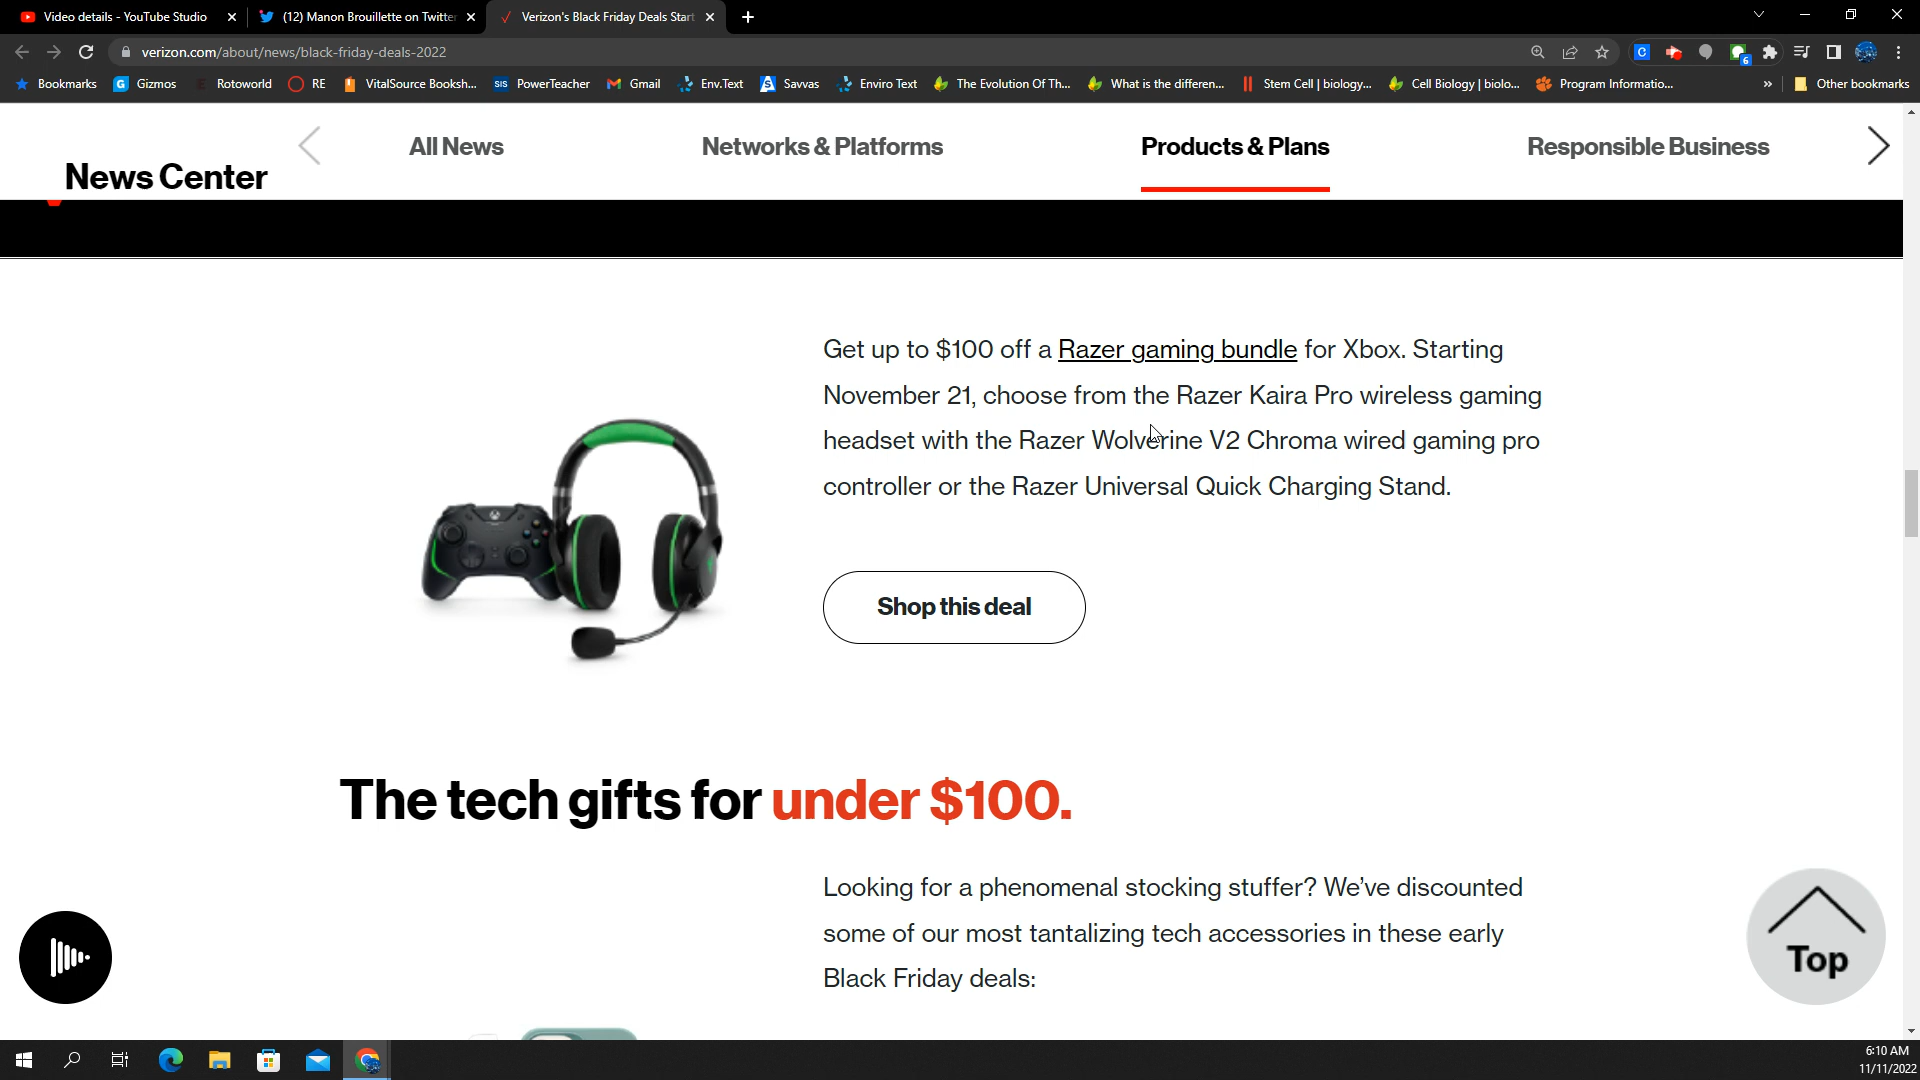 Video details - YouTube Studio
(12) Manon Brouillette on Twitter
Verizon's Black Friday Deals Start
verizon.com/about/news/black-friday-deals-2022
6
Bookmarks
Gizmos
Rotoworld
RE
VitalSource Booksh...
SIS PowerTeacher
Gmail
Env.Text
Savvas
Enviro Text
The Evolution Of Th...
What is the differen...
Stem Cell | biology...
Cell Biology | biolo...
Program Informatio...
Other bookmarks
News Center
All News
Networks & Platforms
Products & Plans
Responsible Business
Get up to $100 off a Razer gaming bundle for Xbox. Starting
November 21, choose from the Razer Kaira Pro wireless gaming
headset with the Razer Wolverine V2 Chroma wired gaming pro
controller or the Razer Universal Quick Charging Stand.
Shop this deal
The tech gifts for under $100.
Looking for a phenomenal stocking stuffer? We've discounted
some of our most tantalizing tech accessories in these early
Black Friday deals:
Top
6:10 AM
11/11/2022